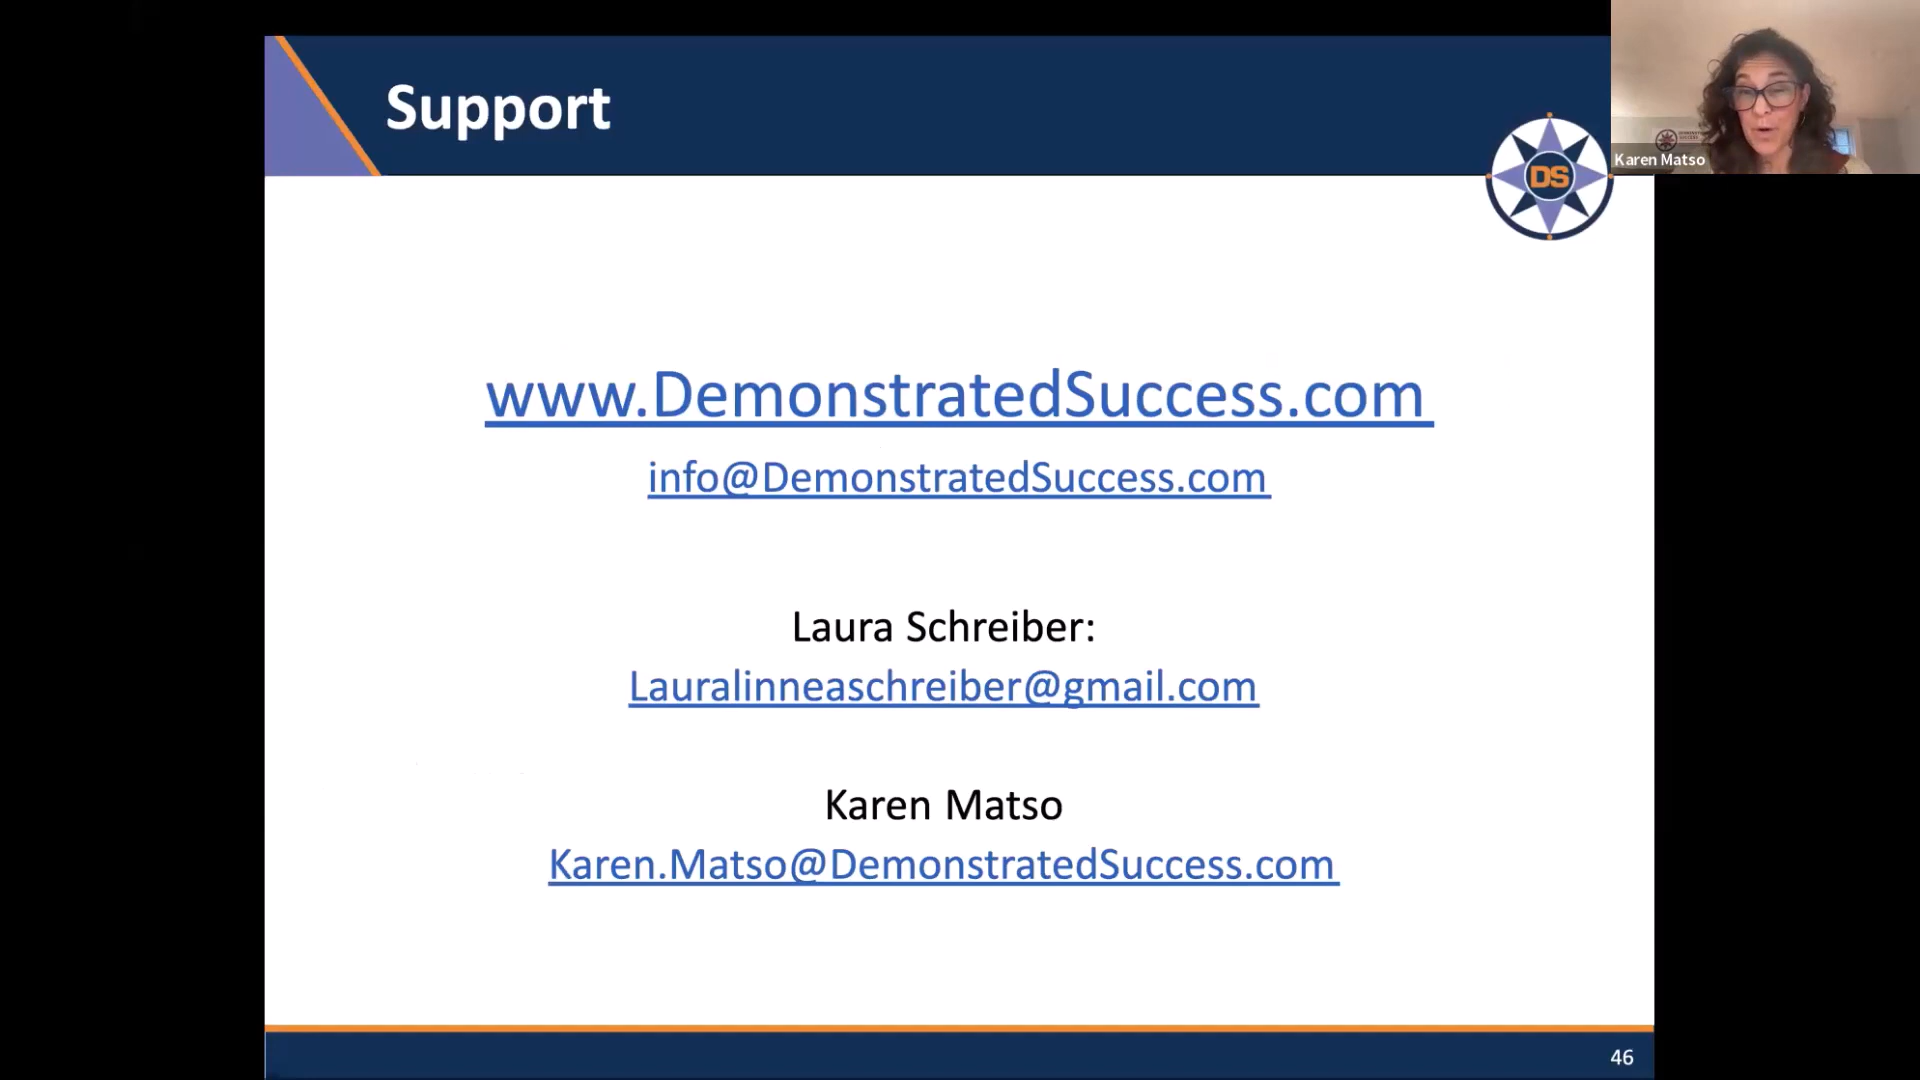 Support
DS
Karen Matso
www.DemonstratedSuccess.com
info@DemonstratedSuccess.com
Laura Schreiber:
Lauralinneaschreiber@gmail.com
Karen Matso
Karen.Matso@DemonstratedSuccess.com
46